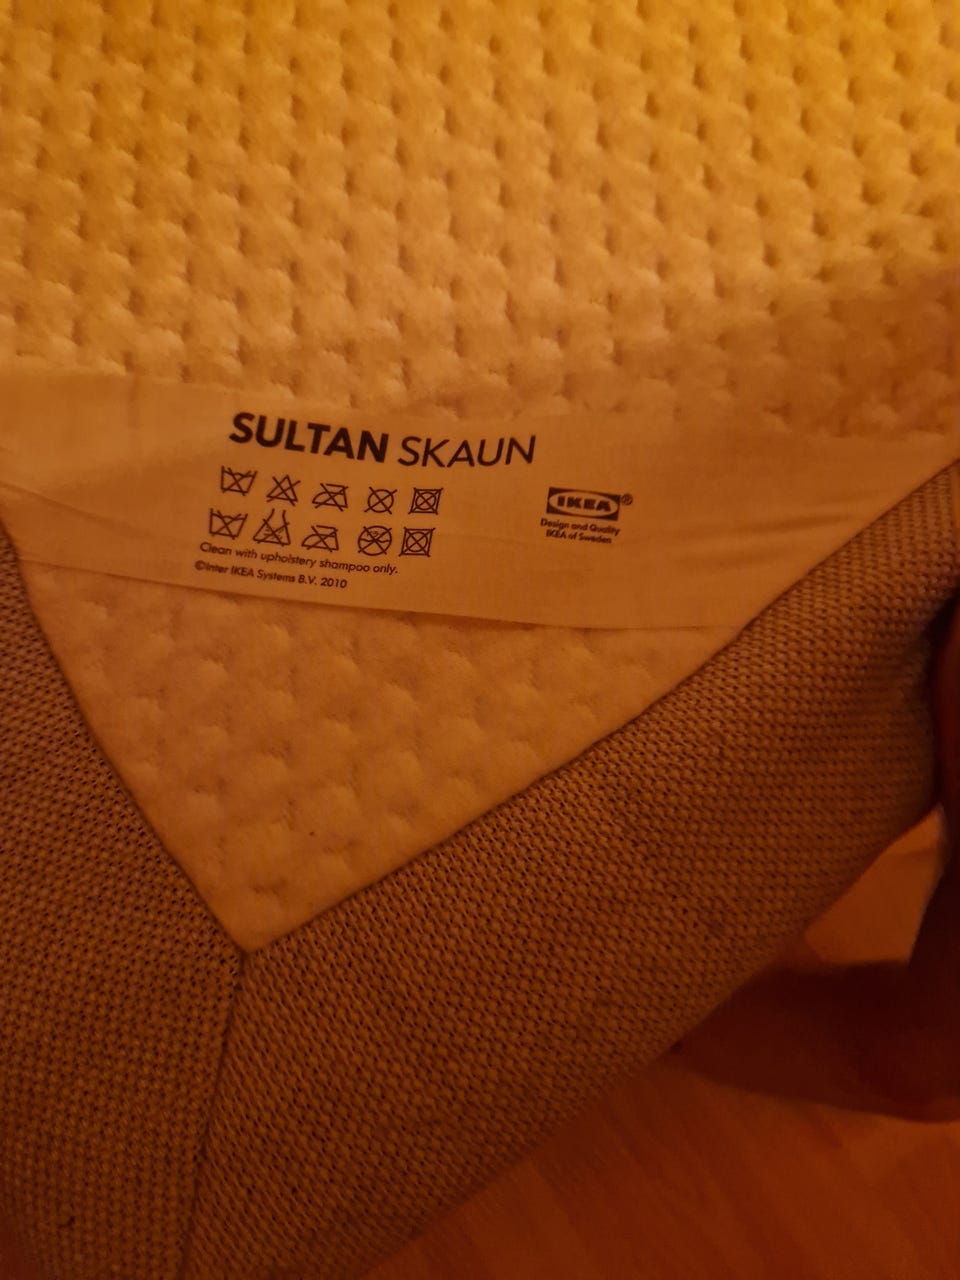 SULTAN SKAUN
IKEA®
Design and Quality
IKEA of Sweden
Clean with upholstery shampoo only.
©Inter IKEA Systems B.V. 2010